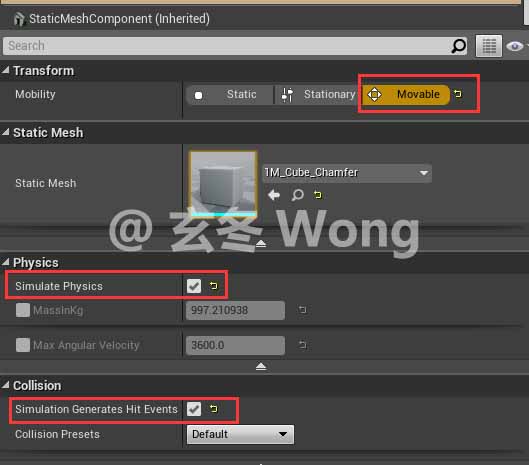 StaticMeshComponent (Inherited)
Search
Transform
Mobility Static Stationary Movable
Static Mesh
Static Mesh 1M_Cube_Chamfer
@ 玄冬 Wong
Physics
Simulate Physics
MassInKg 997.210938
Max Angular Velocity 3600.0
Collision
Simulation Generates Hit Events
Collision Presets Default